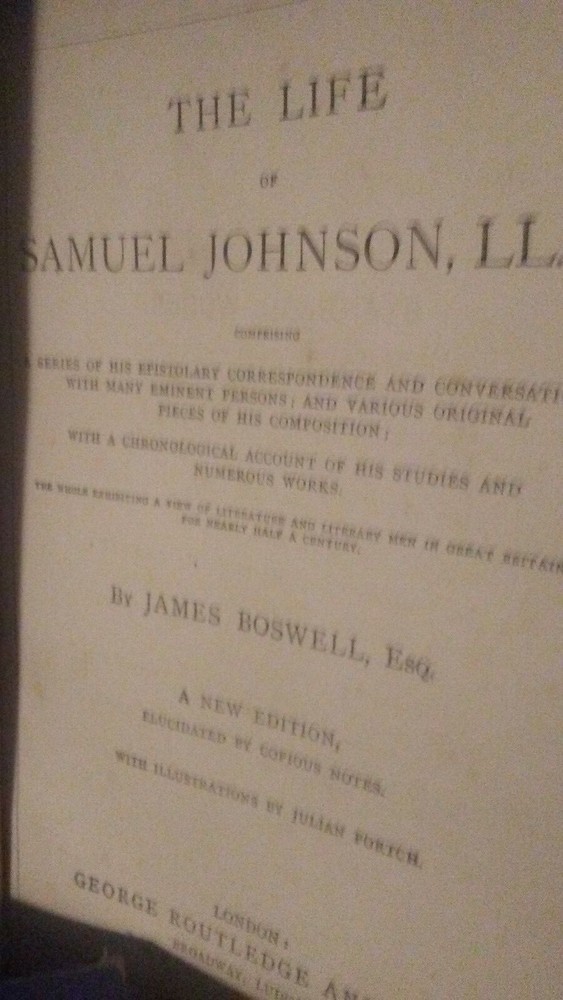 THE LIFE
OF
SAMUEL JOHNSON, LL.
COMPRISING
A SERIES OF HIS EPISTOLARY CORRESPONDENCE AND CONVERSATI
WITH MANY EMINENT PERSONS; AND VARIOUS ORIGINAL
PIECES OF HIS COMPOSITION;
WITH A CHRONOLOGICAL ACCOUNT OF HIS STUDIES AND
NUMEROUS WORKS.
THE WHOLE EXHIBITING A VIEW OF LITERATURE AND LITERARY MEN IN GREAT BRITAIN
FOR NEARLY HALF A CENTURY.
BY JAMES BOSWELL, ESQ.
A NEW EDITION,
ELUCIDATED BY COPIOUS NOTES.
WITH ILLUSTRATIONS BY JULIAN PORTCH.
LONDON:
GEORGE ROUTLEDGE AN
BROADWAY, LUD